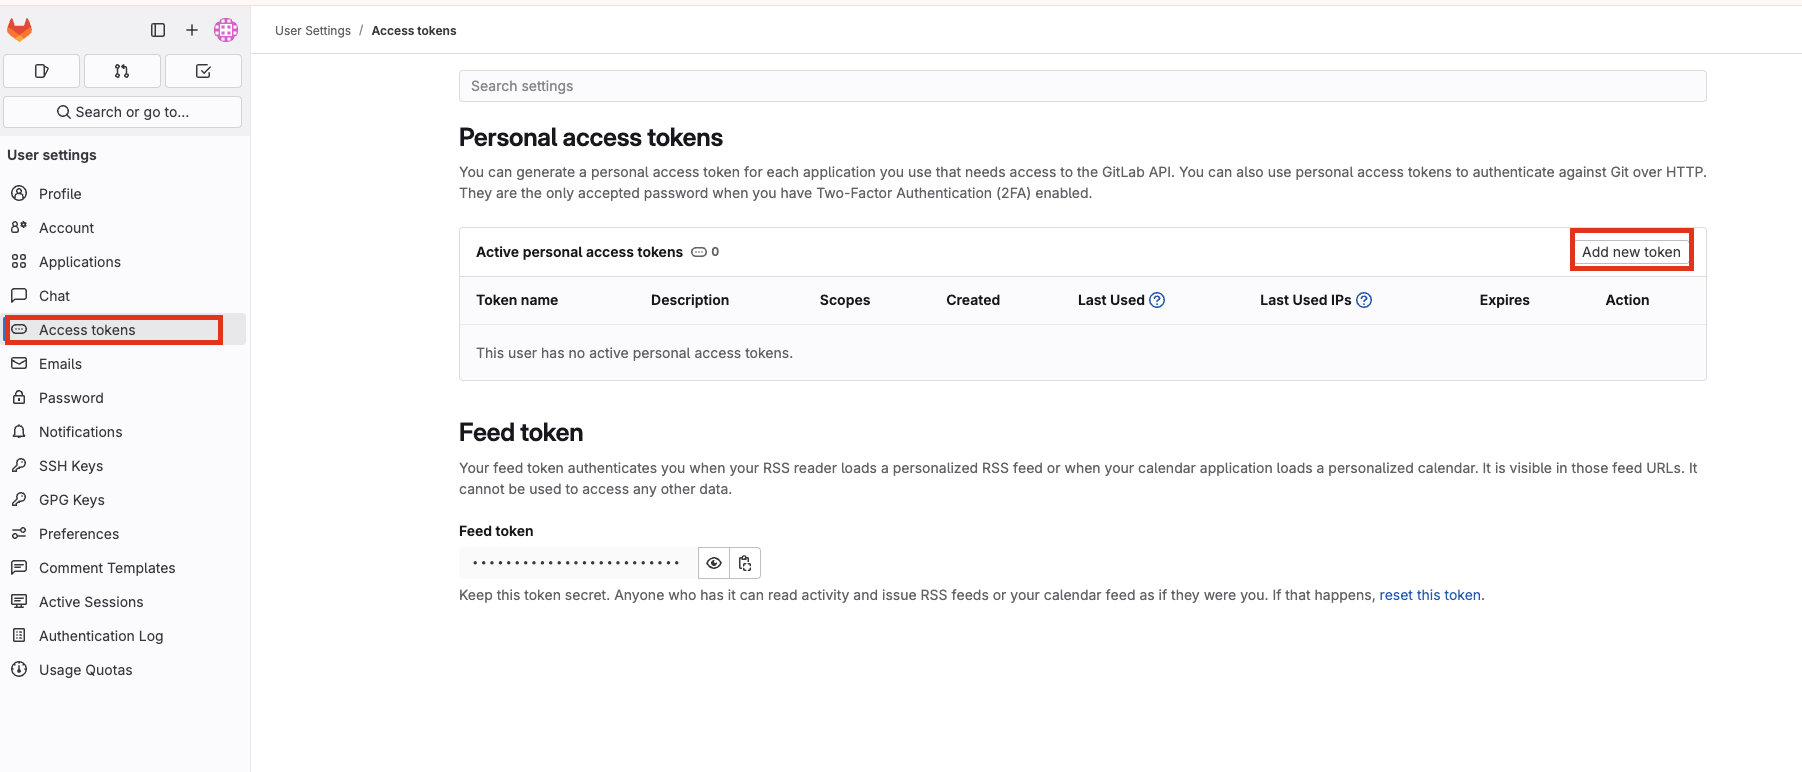 User Settings / Access tokens
Search or go to...
User settings
Profile
Account
Applications
Chat
Access tokens
Emails
Password
Notifications
SSH Keys
GPG Keys
Preferences
Comment Templates
Active Sessions
Authentication Log
Usage Quotas
Search settings
Personal access tokens
You can generate a personal access token for each application you use that needs access to the GitLab API. You can also use personal access tokens to authenticate against Git over HTTP.
They are the only accepted password when you have Two-Factor Authentication (2FA) enabled.
Active personal access tokens 0
Add new token
Token name Description Scopes Created Last Used ? Last Used IPs ? Expires Action
This user has no active personal access tokens.
Feed token
Your feed token authenticates you when your RSS reader loads a personalized RSS feed or when your calendar application loads a personalized calendar. It is visible in those feed URLs. It
cannot be used to access any other data.
Feed token
Keep this token secret. Anyone who has it can read activity and issue RSS feeds or your calendar feed as if they were you. If that happens, reset this token.